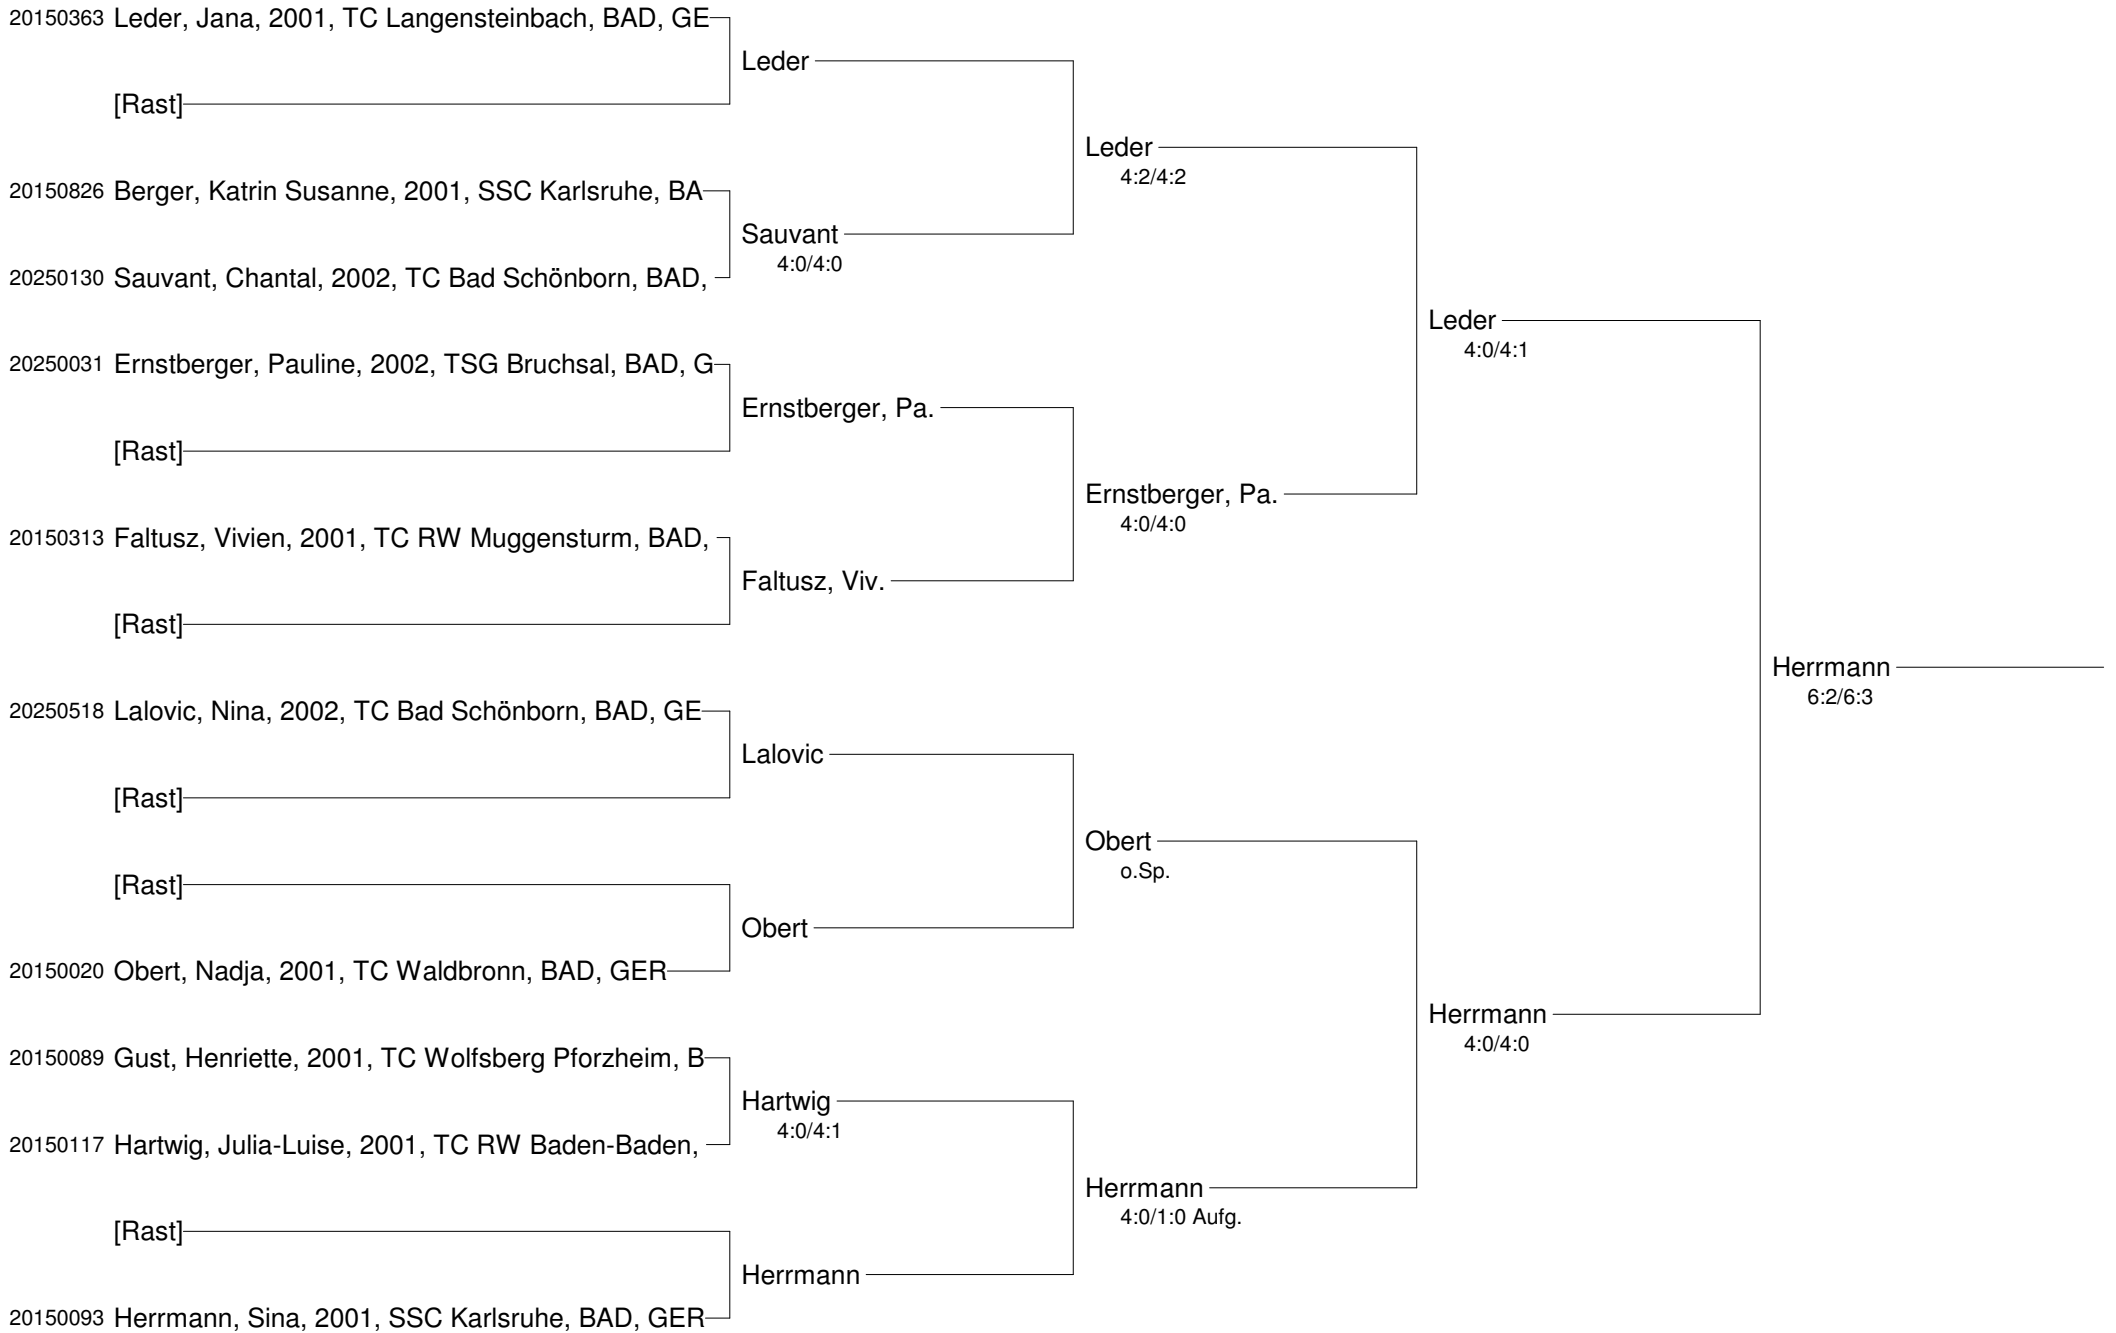 20150363 Leder, Jana, 2001, TC Langensteinbach, BAD, GE
Leder
[Rast]
Leder
4:2/4:2
20150826 Berger, Katrin Susanne, 2001, SSC Karlsruhe, BA
Sauvant
4:0/4:0
20250130 Sauvant, Chantal, 2002, TC Bad Schönborn, BAD,
Leder
4:0/4:1
20250031 Ernstberger, Pauline, 2002, TSG Bruchsal, BAD, G
Ernstberger, Pa.
[Rast]
Ernstberger, Pa.
4:0/4:0
20150313 Faltusz, Vivien, 2001, TC RW Muggensturm, BAD,
Faltusz, Viv.
[Rast]
Herrmann
6:2/6:3
20250518 Lalovic, Nina, 2002, TC Bad Schönborn, BAD, GE
Lalovic
[Rast]
Obert
o.Sp.
[Rast]
Obert
20150020 Obert, Nadja, 2001, TC Waldbronn, BAD, GER
Herrmann
4:0/4:0
20150089 Gust, Henriette, 2001, TC Wolfsberg Pforzheim, B
Hartwig
4:0/4:1
20150117 Hartwig, Julia-Luise, 2001, TC RW Baden-Baden,
Herrmann
4:0/1:0 Aufg.
[Rast]
Herrmann
20150093 Herrmann, Sina, 2001, SSC Karlsruhe, BAD, GER